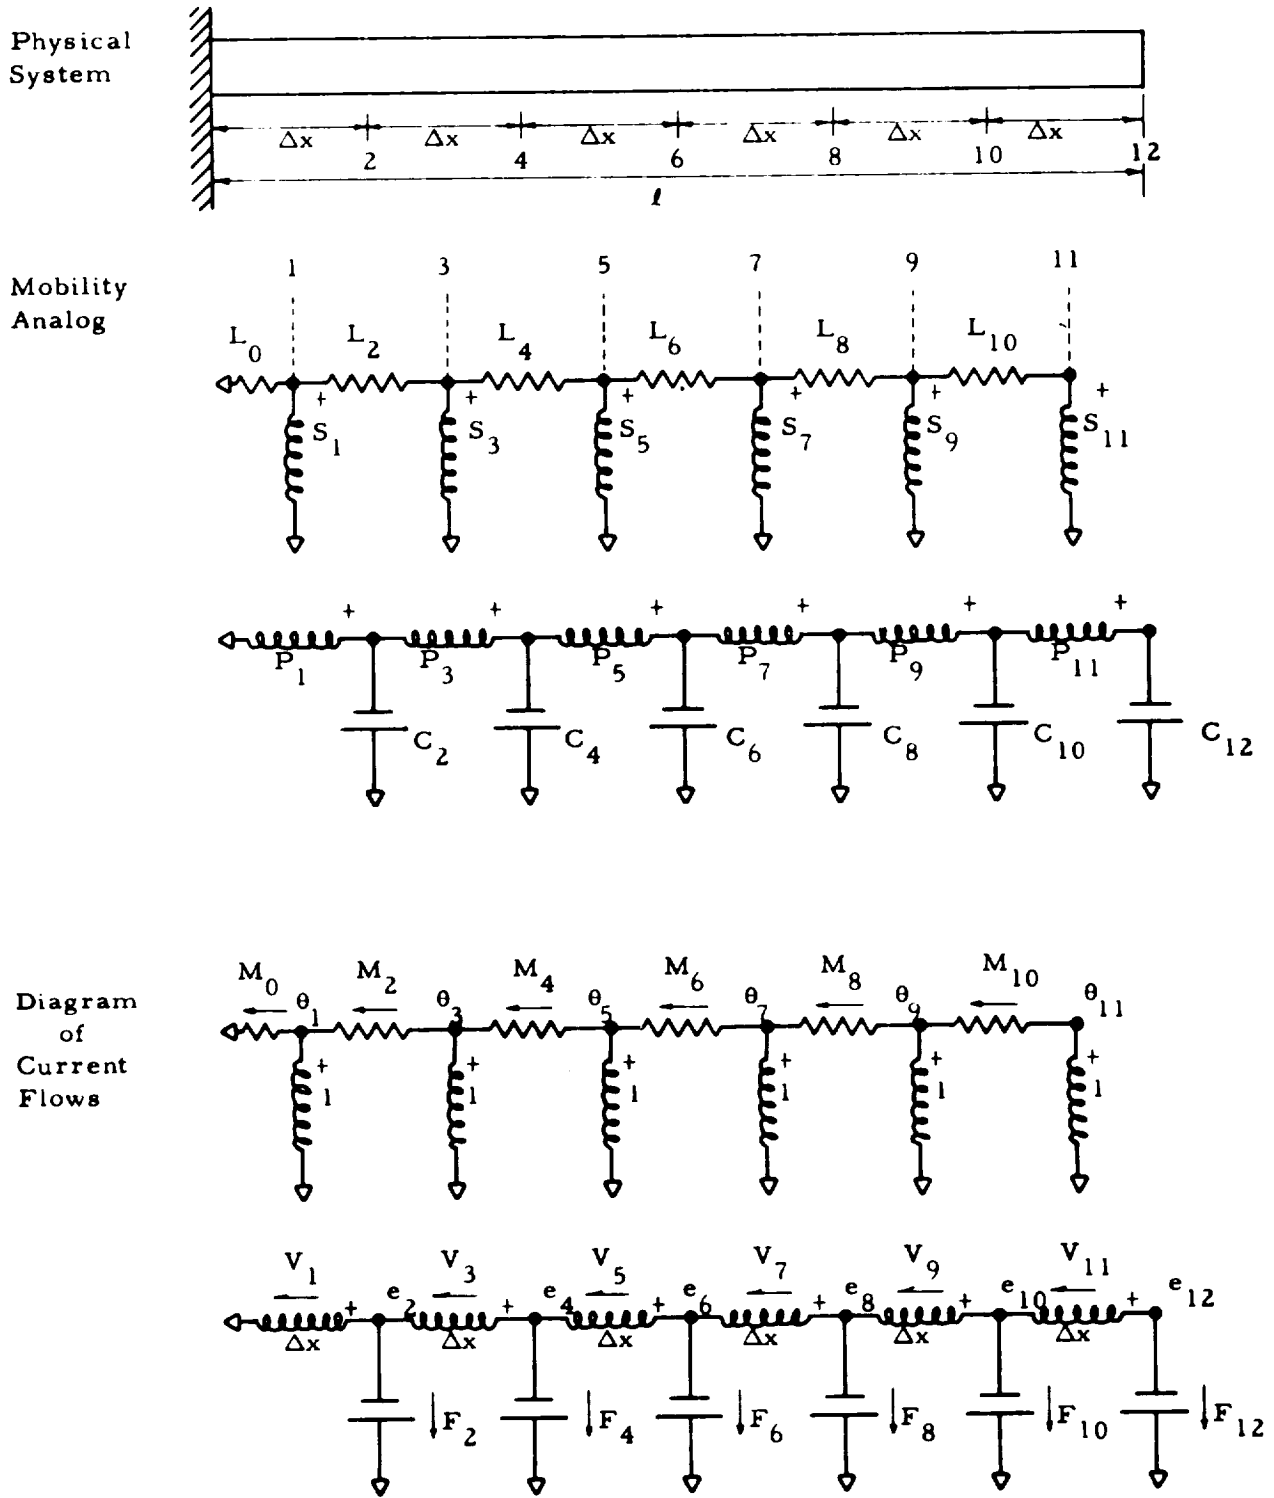 Physical
System
Δx Δx Δx Δx Δx Δx
2 4 6 8 10 12
ℓ
1 3 5 7 9 11
Mobility
Analog
L0 L2 L4 L6 L8 L10
+ + + + + +
S1 S3 S5 S7 S9 S11
+ + + + + +
P1 P3 P5 P7 P9 P11
C2 C4 C6 C8 C10 C12
M0 M2 M4 M6 M8 M10
Diagram
of
Current
Flows
θ1 θ3 θ5 θ7 θ9 θ11
+ + + + + +
1 1 1 1 1 1
V1 V3 V5 V7 V9 V11
+ e2 + e4 + e6 + e8 + e10 + e12
Δx Δx Δx Δx Δx Δx
F2 F4 F6 F8 F10 F12